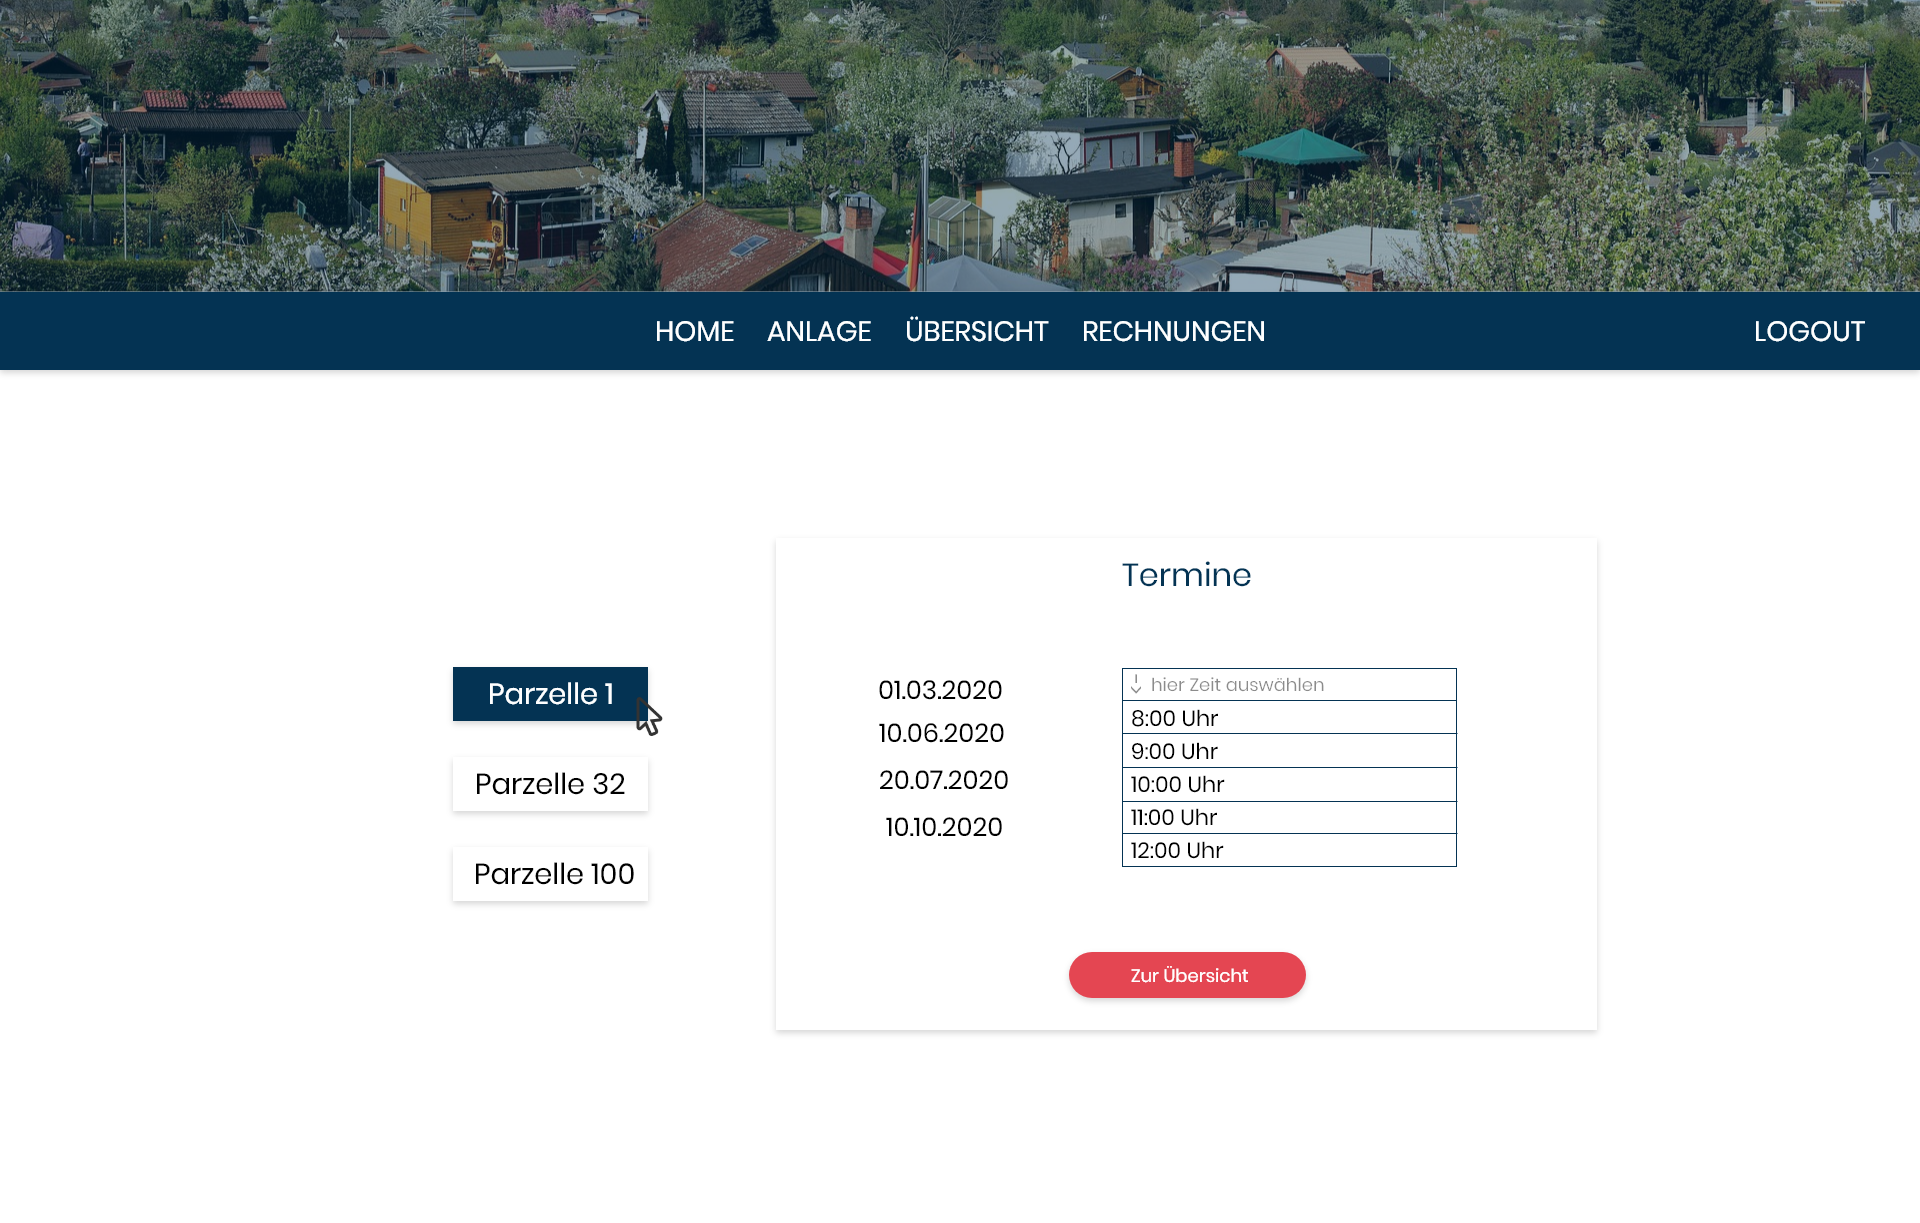 HOME ANLAGE ÜBERSICHT RECHNUNGEN LOGOUT
Parzelle 1
Parzelle 32
Parzelle 100
Termine
01.03.2020
10.06.2020
20.07.2020
10.10.2020
hier Zeit auswählen
8:00 Uhr
9:00 Uhr
10:00 Uhr
11:00 Uhr
12:00 Uhr
Zur Übersicht